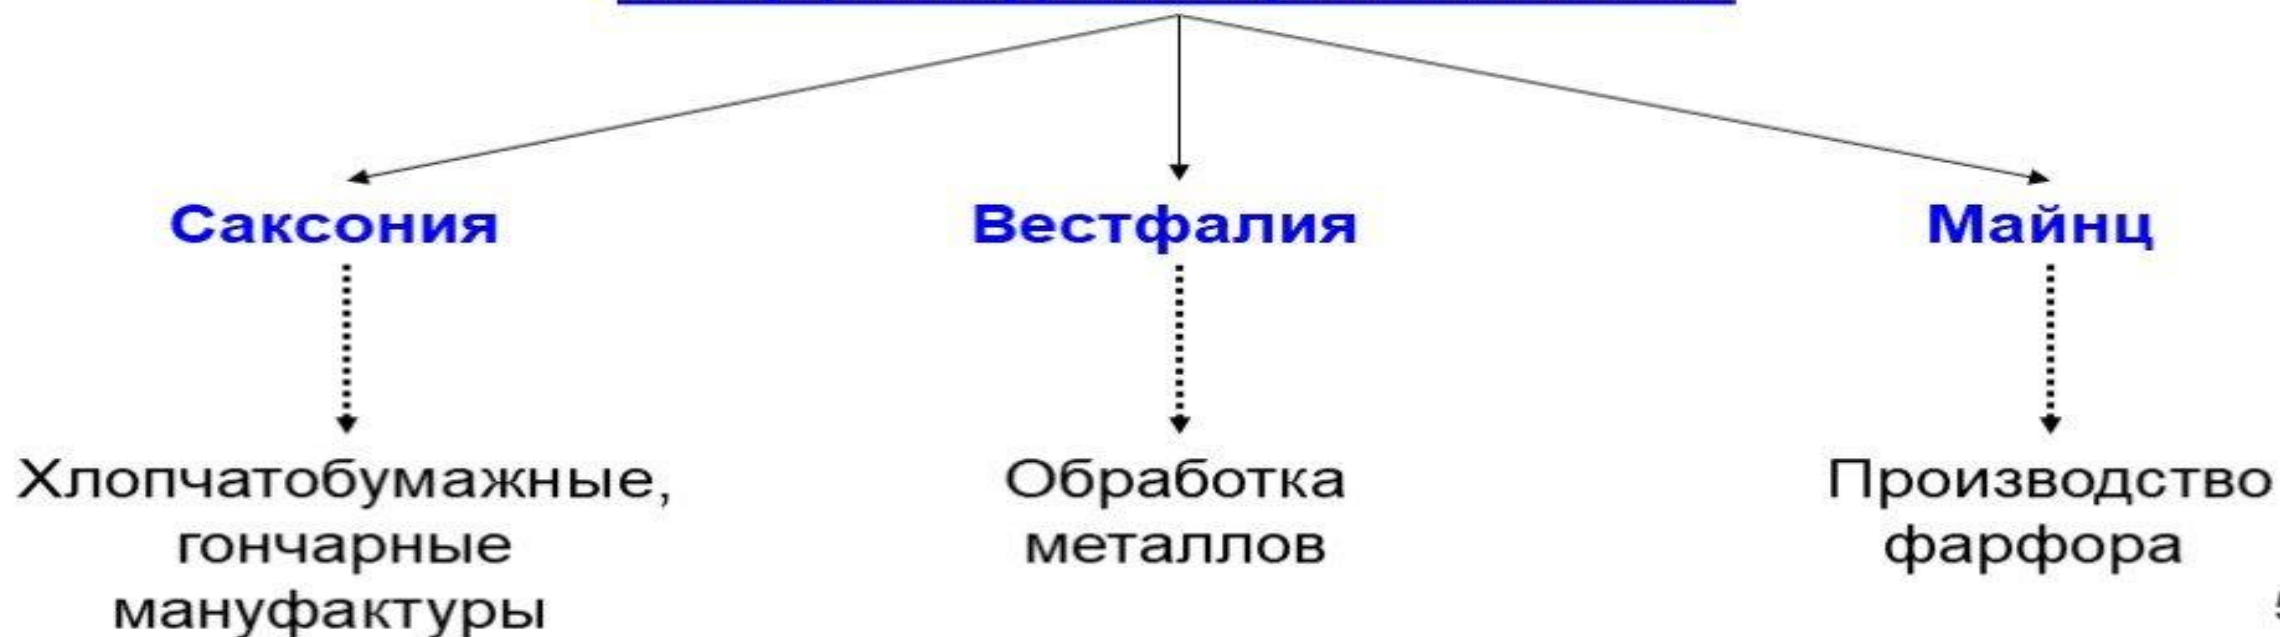 Саксония
Вестфалия
Майнц
Хлопчатобумажные,
гончарные
мануфактуры
Обработка
металлов
Производство
фарфора